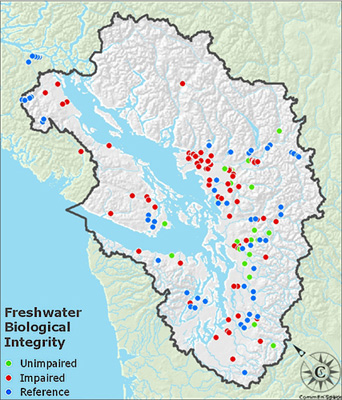 Freshwater
Biological
Integrity
Unimpaired
Impaired
Reference